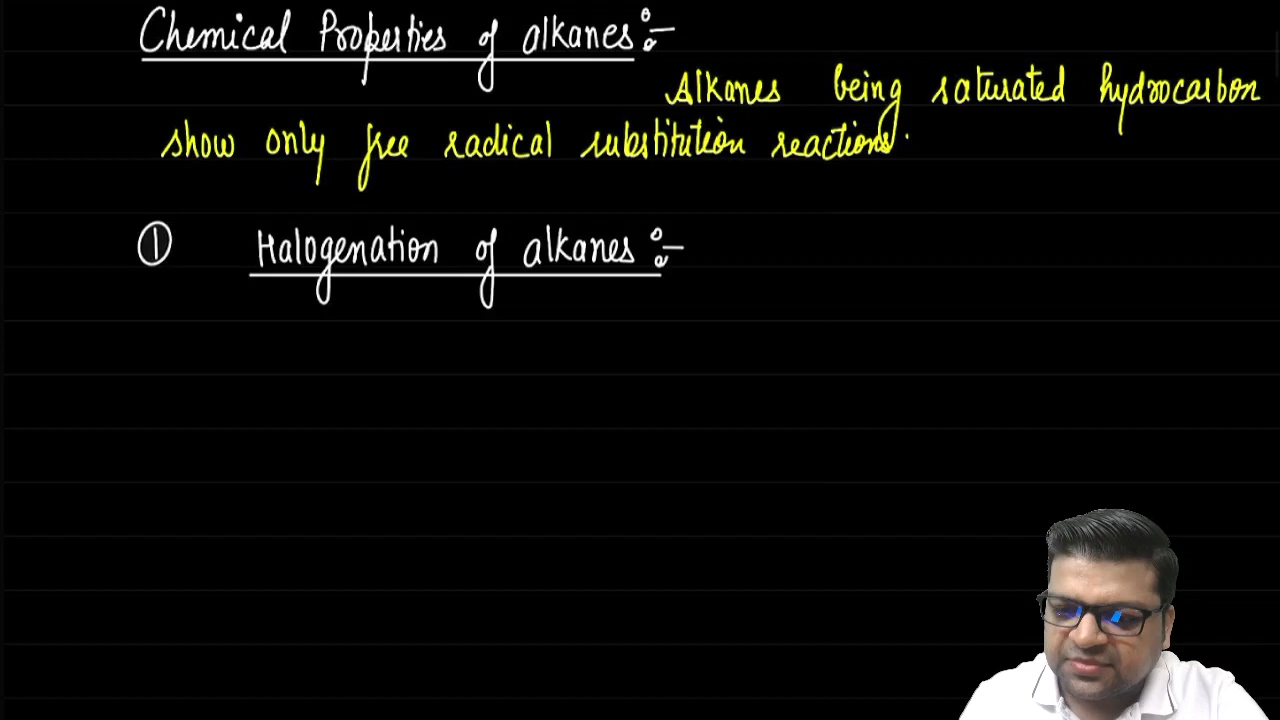 Chemical Properties of alkanes :-
Alkanes being saturated hydrocarbon
show only free radical substitution reactions.
① Halogenation of alkanes :-